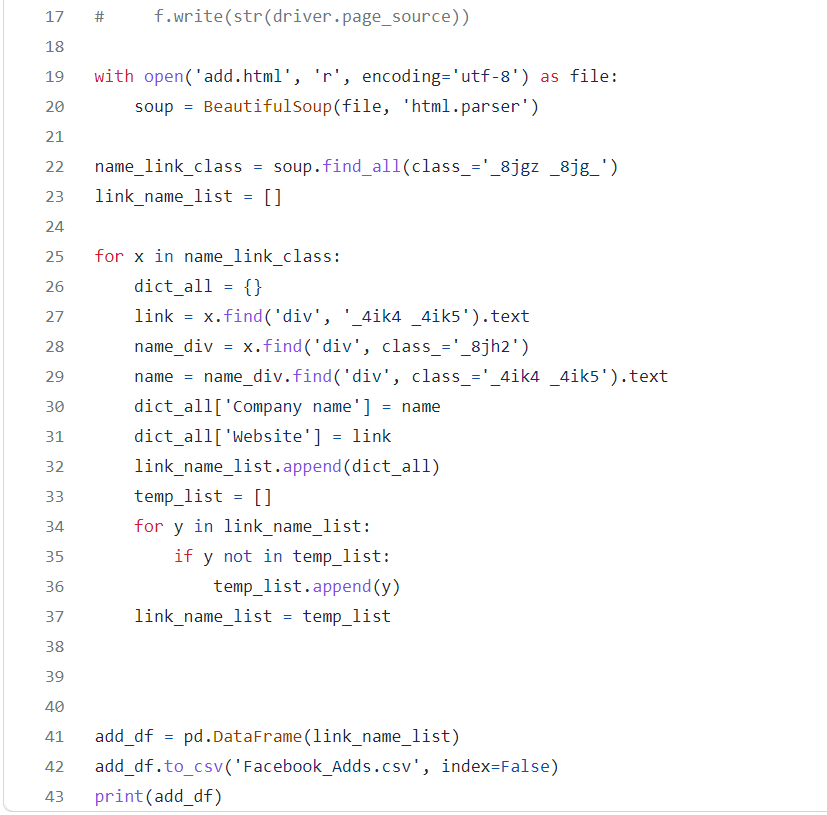 17 #     f.write(str(driver.page_source))
18
19 with open('add.html', 'r', encoding='utf-8') as file:
20     soup = BeautifulSoup(file, 'html.parser')
21
22 name_link_class = soup.find_all(class_='_8jgz _8jg_')
23 link_name_list = []
24
25 for x in name_link_class:
26     dict_all = {}
27     link = x.find('div', '_4ik4 _4ik5').text
28     name_div = x.find('div', class_='_8jh2')
29     name = name_div.find('div', class_='_4ik4 _4ik5').text
30     dict_all['Company name'] = name
31     dict_all['Website'] = link
32     link_name_list.append(dict_all)
33     temp_list = []
34     for y in link_name_list:
35         if y not in temp_list:
36             temp_list.append(y)
37     link_name_list = temp_list
38
39
40
41 add_df = pd.DataFrame(link_name_list)
42 add_df.to_csv('Facebook_Adds.csv', index=False)
43 print(add_df)